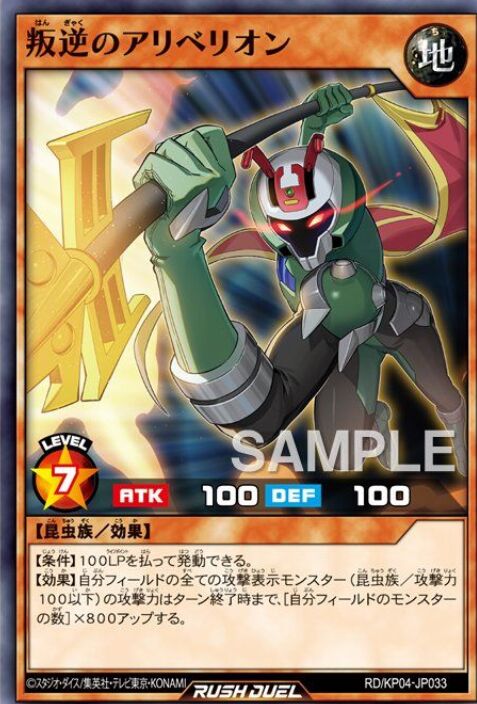 叛逆のアリベリオン
地
SAMPLE
LEVEL
7
ATK 100 DEF 100
【昆虫族／効果】
【条件】100LPを払って発動できる。
【効果】自分フィールドの全ての攻撃表示モンスター（昆虫族／攻撃力
100以下）の攻撃力はターン終了時まで、[自分フィールドのモンスター
の数]×800アップする。
©スタジオ・ダイス/集英社・テレビ東京・KONAMI
RUSH DUEL
RD/KP04-JP033